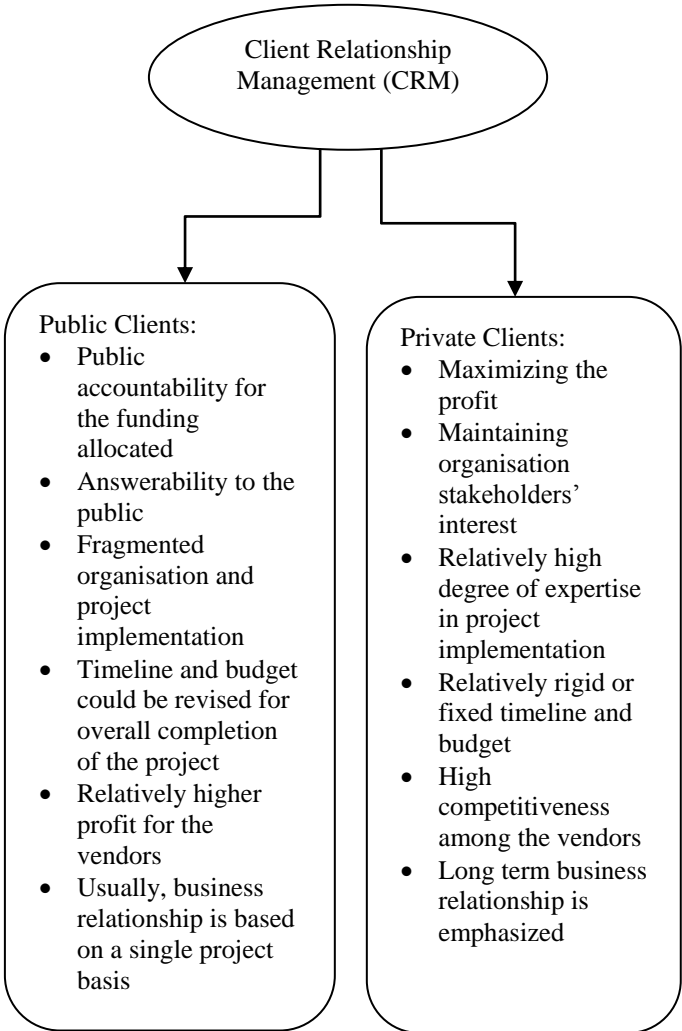 Client Relationship
Management (CRM)
Public Clients:
• Public
accountability for
the funding
allocated
• Answerability to the
public
• Fragmented
organisation and
project
implementation
• Timeline and budget
could be revised for
overall completion
of the project
• Relatively higher
profit for the
vendors
• Usually, business
relationship is based
on a single project
basis
Private Clients:
• Maximizing the
profit
• Maintaining
organisation
stakeholders’
interest
• Relatively high
degree of expertise
in project
implementation
• Relatively rigid or
fixed timeline and
budget
• High
competitiveness
among the vendors
• Long term business
relationship is
emphasized